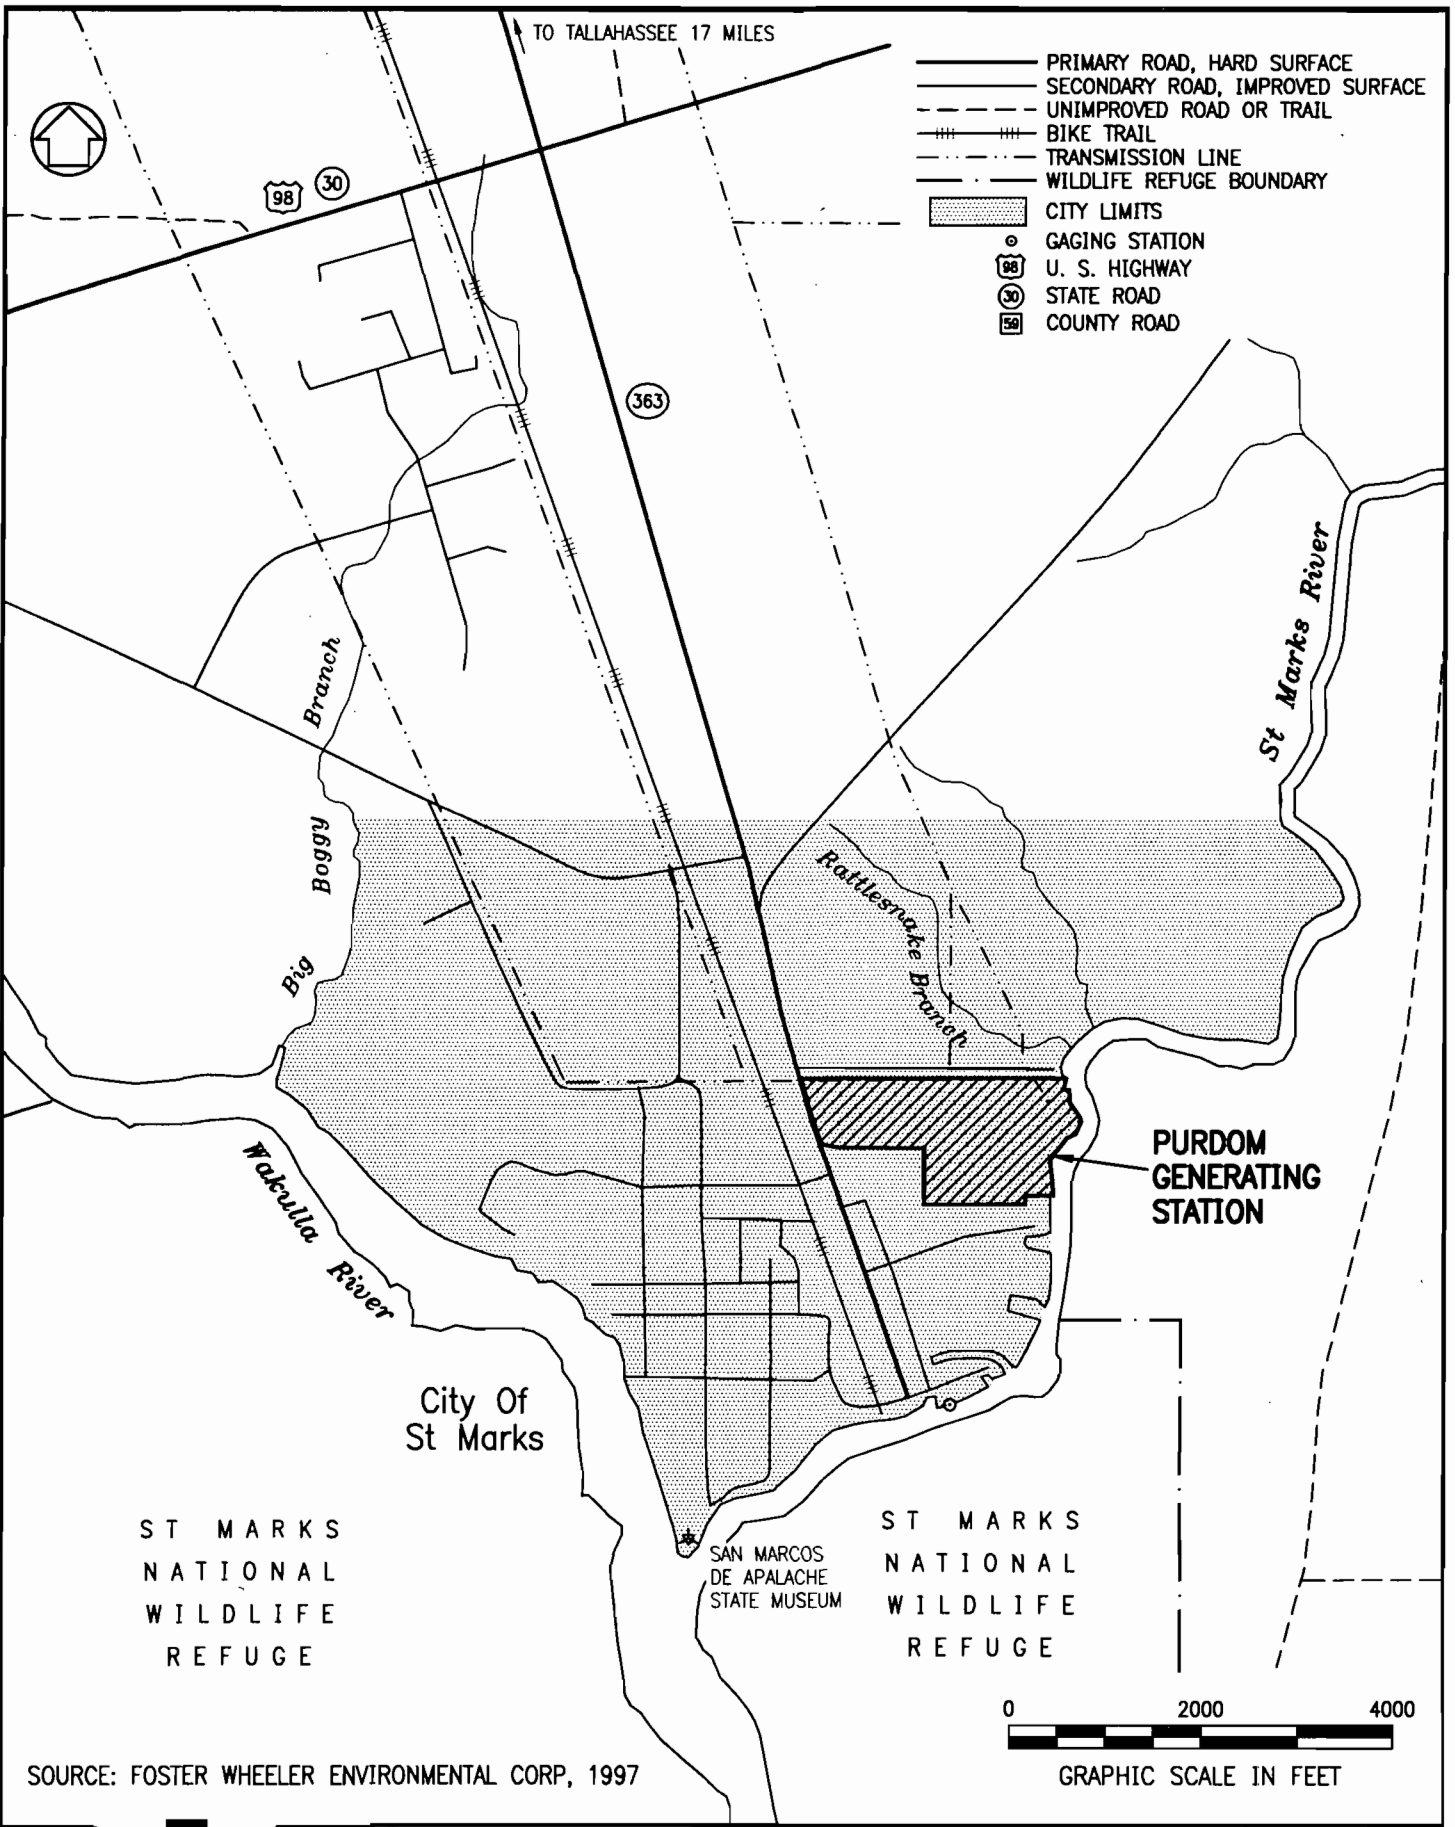 TO TALLAHASSEE 17 MILES
PRIMARY ROAD, HARD SURFACE
SECONDARY ROAD, IMPROVED SURFACE
UNIMPROVED ROAD OR TRAIL
BIKE TRAIL
TRANSMISSION LINE
WILDLIFE REFUGE BOUNDARY
CITY LIMITS
GAGING STATION
98 U. S. HIGHWAY
30 STATE ROAD
59 COUNTY ROAD
98
30
363
St Marks River
Big Boggy Branch
Rattlesnake Branch
PURDOM
GENERATING
STATION
Wakulla River
City Of
St Marks
ST MARKS
NATIONAL
WILDLIFE
REFUGE
SAN MARCOS
DE APALACHE
STATE MUSEUM
ST MARKS
NATIONAL
WILDLIFE
REFUGE
0 2000 4000
GRAPHIC SCALE IN FEET
SOURCE: FOSTER WHEELER ENVIRONMENTAL CORP, 1997